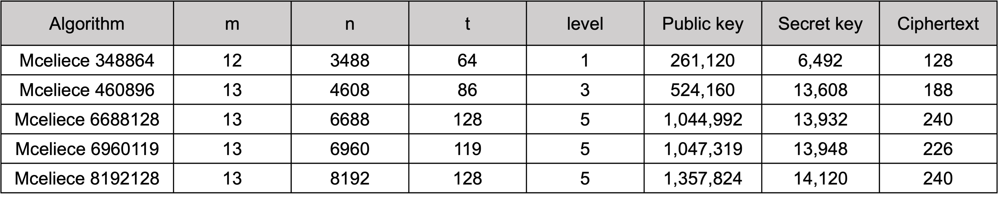 Algorithm m n t level Public key Secret key Ciphertext
Mceliece 348864 12 3488 64 1 261,120 6,492 128
Mceliece 460896 13 4608 86 3 524,160 13,608 188
Mceliece 6688128 13 6688 128 5 1,044,992 13,932 240
Mceliece 6960119 13 6960 119 5 1,047,319 13,948 226
Mceliece 8192128 13 8192 128 5 1,357,824 14,120 240